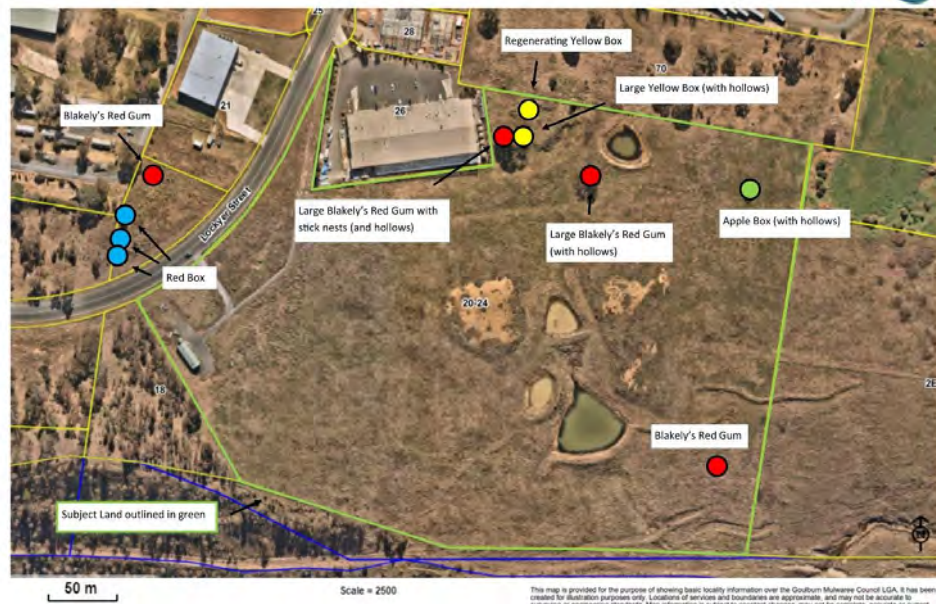 25
28
Regenerating Yellow Box
70
Large Yellow Box (with hollows)
Blakely's Red Gum
21
26
Lockyer Street
Large Blakely's Red Gum with
stick nests (and hollows)
Large Blakely's Red Gum
(with hollows)
Apple Box (with hollows)
Red Box
20-24
18
2E
Blakely's Red Gum
Subject Land outlined in green
N
50 m
Scale = 2500
This map is provided for the purpose of showing basic locality information over the Goulburn Mulwaree Council LGA. It has been
created for illustration purposes only. Locations of services and boundaries are approximate, and may not be accurate to